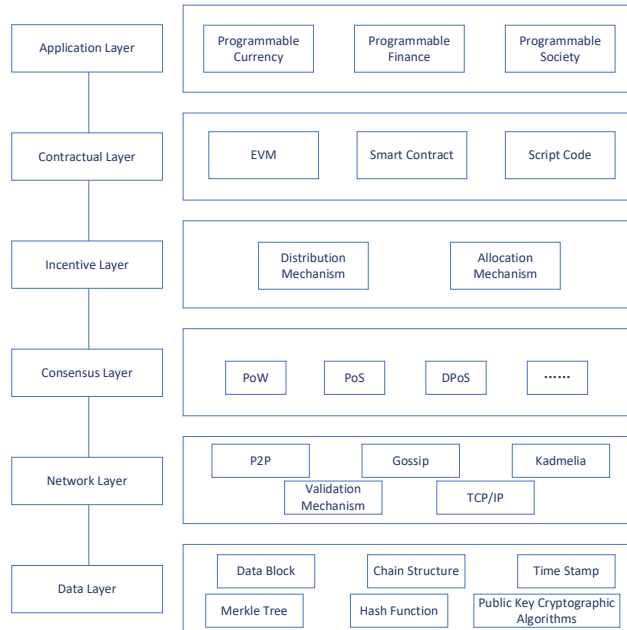 Application Layer
Programmable
Currency
Programmable
Finance
Programmable
Society
Contractual Layer
EVM
Smart Contract
Script Code
Incentive Layer
Distribution
Mechanism
Allocation
Mechanism
Consensus Layer
PoW
PoS
DPoS
······
Network Layer
P2P
Gossip
Kadmelia
Validation
Mechanism
TCP/IP
Data Layer
Data Block
Chain Structure
Time Stamp
Merkle Tree
Hash Function
Public Key Cryptographic
Algorithms